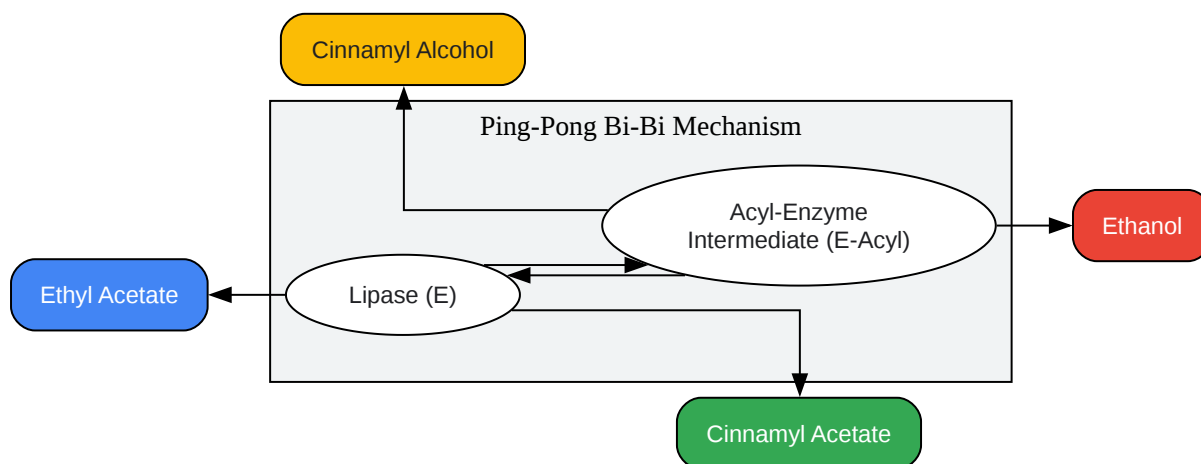 Cinnamyl Alcohol
Ping-Pong Bi-Bi Mechanism
Acyl-Enzyme
Intermediate (E-Acyl)
Ethanol
Ethyl Acetate
Lipase (E)
Cinnamyl Acetate